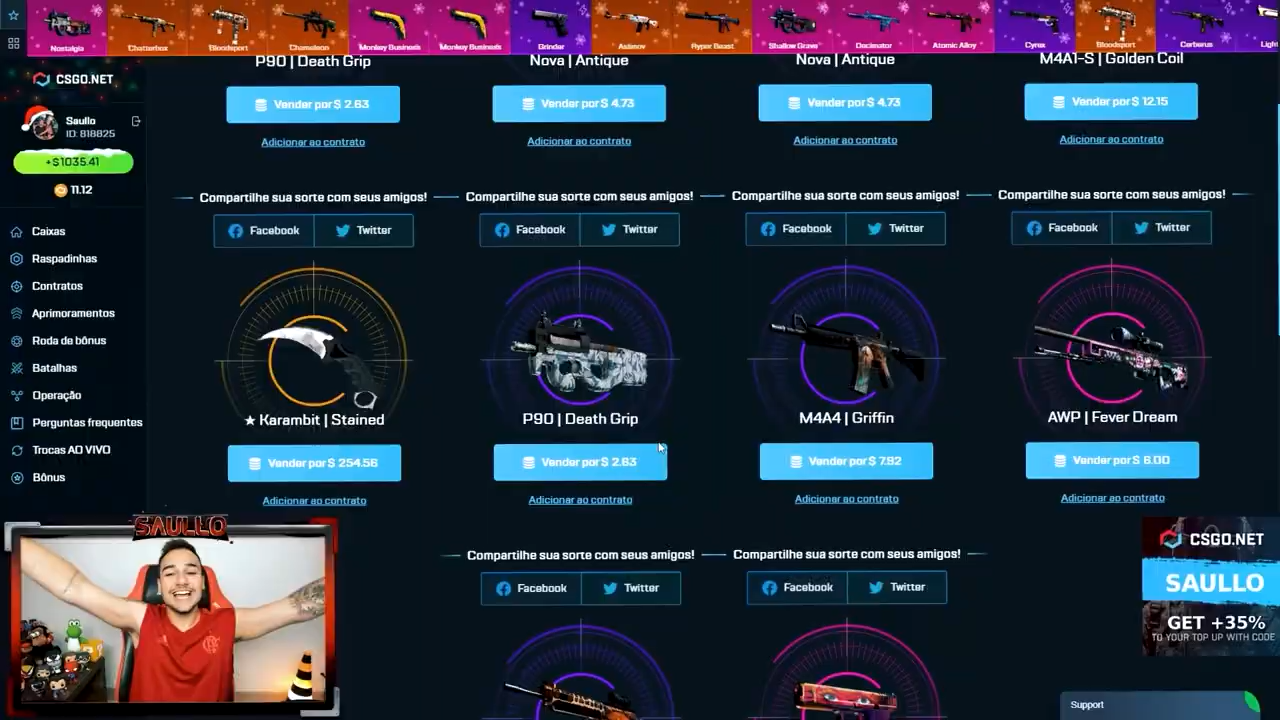 Nostalgia
Chatterbox
Bloodsport
Chameleon
Monkey Business
Monkey Business
Grinder
Asiimov
Hyper Beast
Shallow Grave
Decimator
Atomic Alloy
Cyrex
Bloodsport
Cerberus
CSGO.NET
Saullo
ID: 818825
+$1035.41
11.12
Caixas
Raspadinhas
Contratos
Aprimoramentos
Roda de bônus
Batalhas
Operação
Perguntas frequentes
Trocas AO VIVO
Bônus
P90 | Death Grip
Nova | Antique
Nova | Antique
M4A1-S | Golden Coil
Vender por $ 2.63
Vender por $ 4.73
Vender por $ 4.73
Vender por $ 12.15
Adicionar ao contrato
Adicionar ao contrato
Adicionar ao contrato
Adicionar ao contrato
Compartilhe sua sorte com seus amigos!
Compartilhe sua sorte com seus amigos!
Compartilhe sua sorte com seus amigos!
Compartilhe sua sorte com seus amigos!
Facebook
Twitter
Facebook
Twitter
Facebook
Twitter
Facebook
Twitter
★ Karambit | Stained
P90 | Death Grip
M4A4 | Griffin
AWP | Fever Dream
Vender por $ 254.56
Vender por $ 2.63
Vender por $ 7.92
Vender por $ 6.00
Adicionar ao contrato
Adicionar ao contrato
Adicionar ao contrato
Adicionar ao contrato
Compartilhe sua sorte com seus amigos!
Compartilhe sua sorte com seus amigos!
Facebook
Twitter
Facebook
Twitter
SAULLO
CSGO.NET
SAULLO
GET +35%
TO YOUR TOP UP WITH CODE
Support